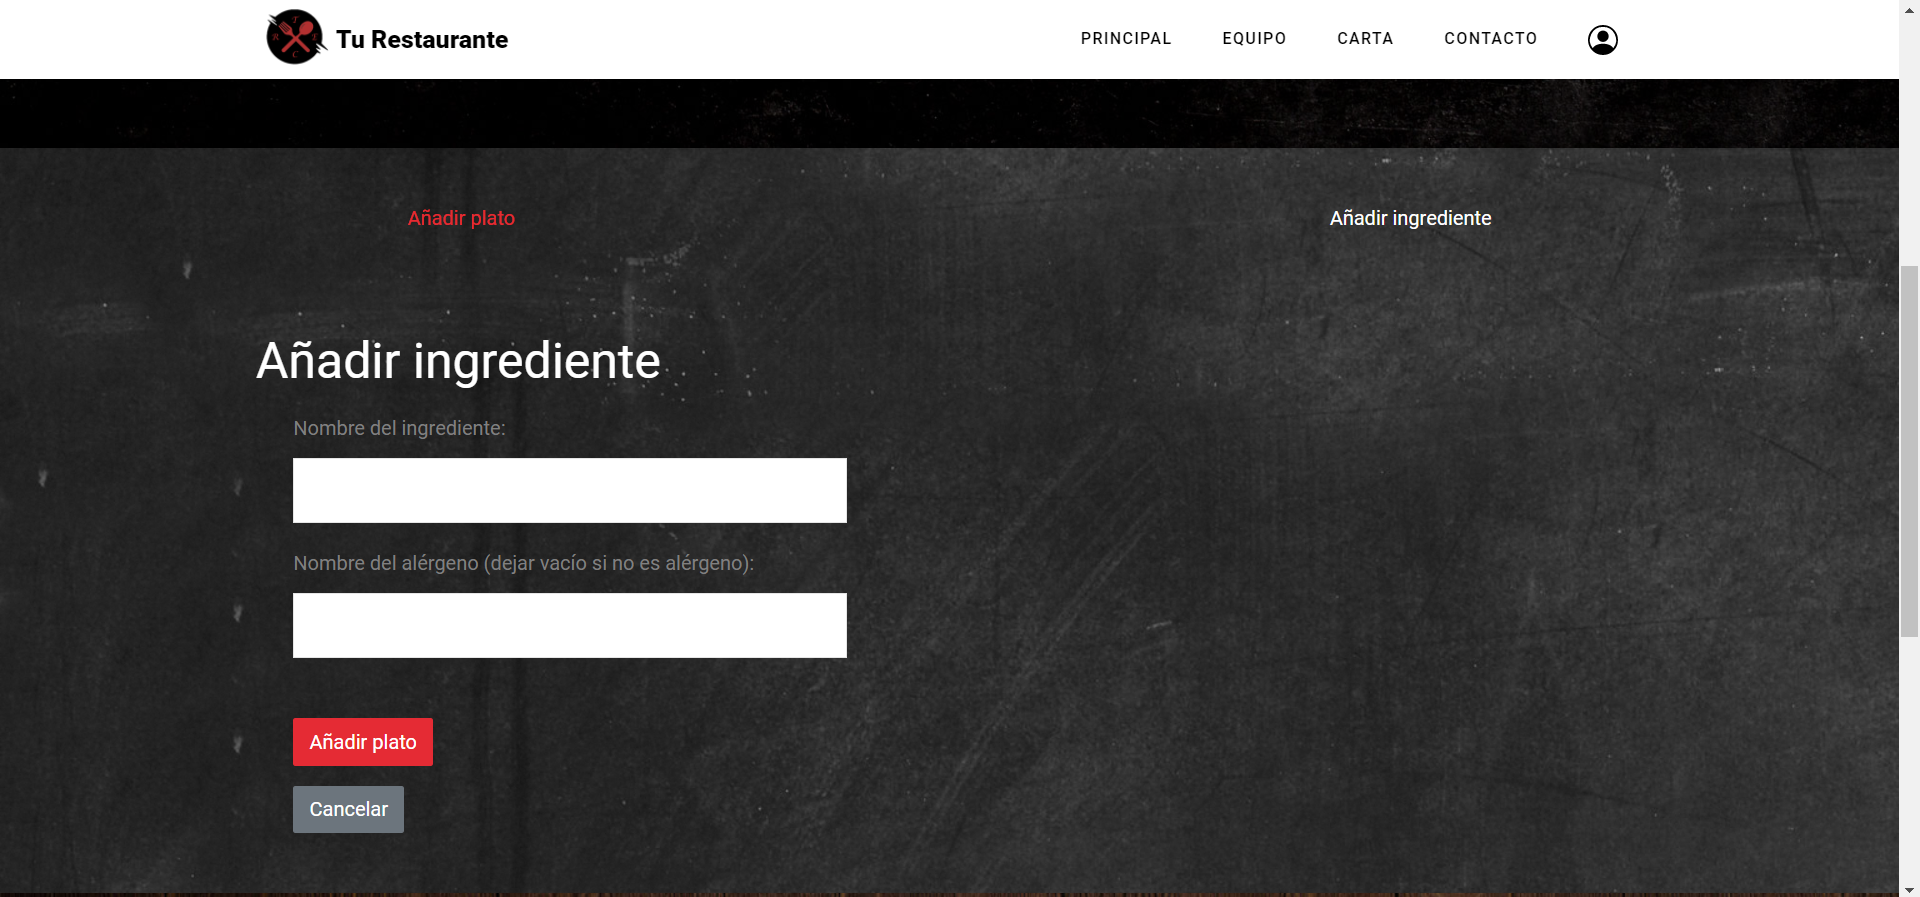 Tu Restaurante
PRINCIPAL EQUIPO CARTA CONTACTO
Añadir plato Añadir ingrediente
Añadir ingrediente
Nombre del ingrediente:
Nombre del alérgeno (dejar vacío si no es alérgeno):
Añadir plato
Cancelar